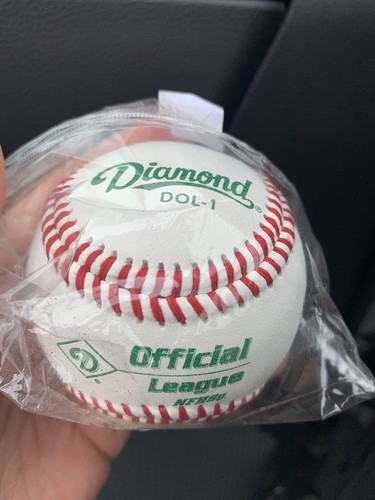 Diamond®
DOL-1
D®
Official
League